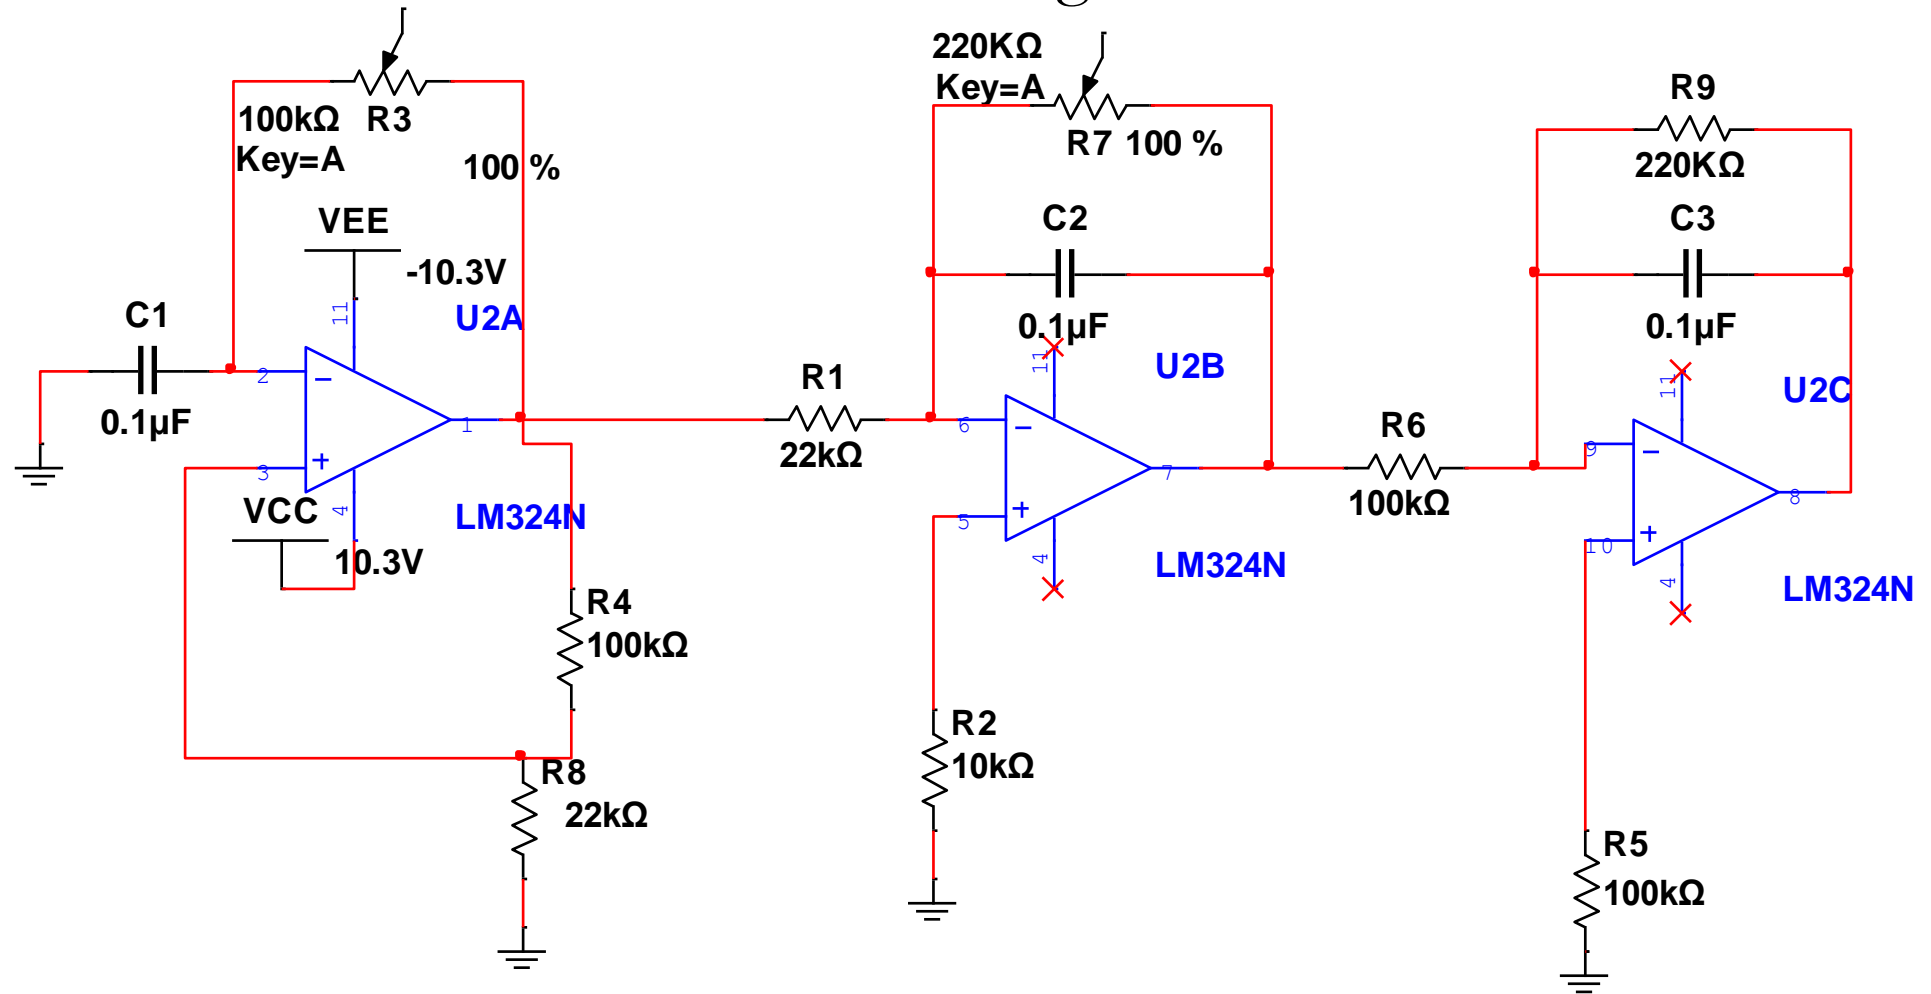 g
100kΩ R3
Key=A
100 %
VEE
-10.3V
U2A
11
C1
0.1µF
2
3
1
4
VCC
10.3V
LM324N
R4
100kΩ
R8
22kΩ
R1
22kΩ
220KΩ
Key=A
R7 100 %
C2
0.1µF
11
U2B
6
5
7
4
LM324N
R2
10kΩ
R6
100kΩ
R9
220KΩ
C3
0.1µF
11
U2C
9
10
8
4
LM324N
R5
100kΩ